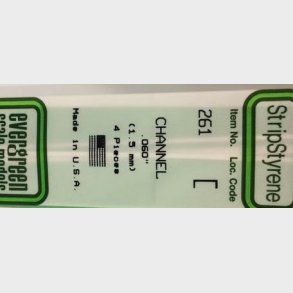 StripStyrene
Item No. Loc. Code
261
CHANNEL
.060"
(1.5 mm)
4 Pieces
Made in U.S.A.
evergreen
scale models